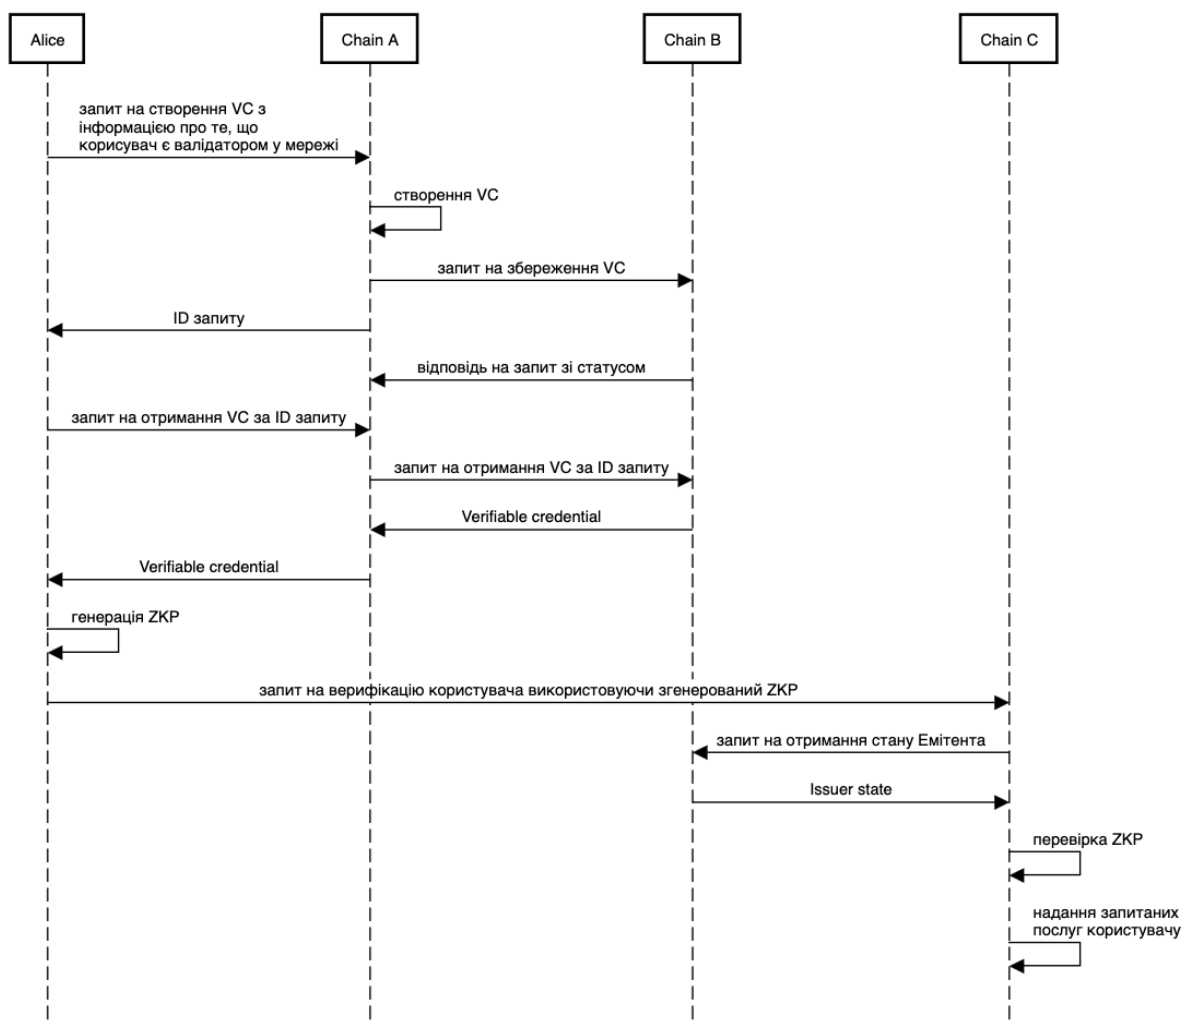 Alice
Chain A
Chain B
Chain C
запит на створення VC з
інформацією про те, що
корисувач є валідатором у мережі
створення VC
запит на збереження VC
ID запиту
відповідь на запит зі статусом
запит на отримання VC за ID запиту
запит на отримання VC за ID запиту
Verifiable credential
Verifiable credential
генерація ZKP
запит на верифікацію користувача використовуючи згенерований ZKP
запит на отримання стану Емітента
Issuer state
перевірка ZKP
надання запитаних
послуг користувачу